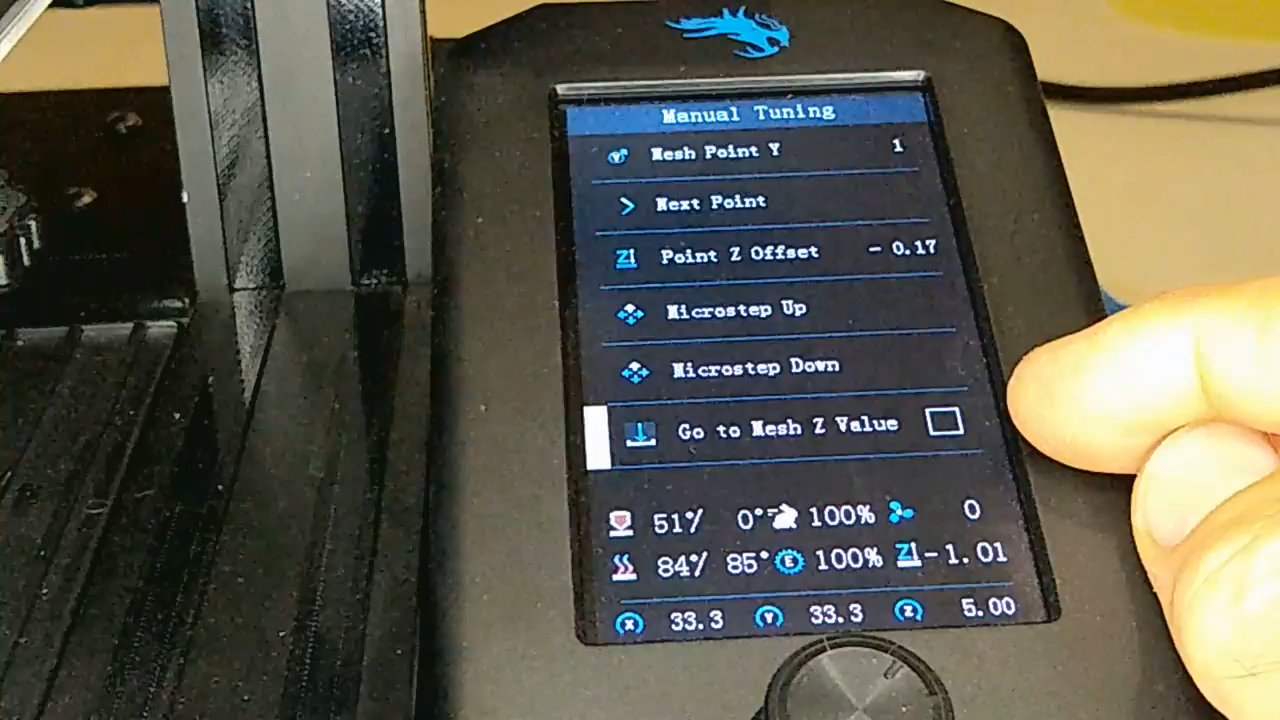 Manual Tuning
Mesh Point Y 1
Next Point
Point Z Offset - 0.17
Microstep Up
Microstep Down
Go to Mesh Z Value
51/ 0° 100% 0
84/ 85° E 100% Z -1.01
X 33.3 Y 33.3 Z 5.00